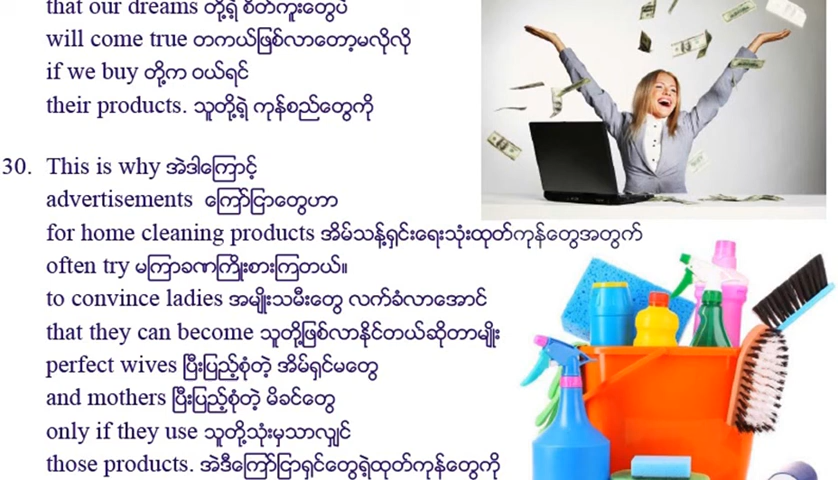 that our dreams တို့ရဲ့ စိတ်ကူးတွေပဲ
will come true တကယ်ဖြစ်လာတော့မလိုလို
if we buy တို့က ဝယ်ရင်
their products. သူတို့ရဲ့ ကုန်စည်တွေကို
30. This is why အဲဒါကြောင့်
advertisements ကြော်ငြာတွေဟာ
for home cleaning products အိမ်သန့်ရှင်းရေးသုံးထုတ်ကုန်တွေအတွက်
often try မကြာခဏကြိုးစားကြတယ်။
to convince ladies အမျိုးသမီးတွေ လက်ခံလာအောင်
that they can become သူတို့ဖြစ်လာနိုင်တယ်ဆိုတာမျိုး
perfect wives ပြီးပြည့်စုံတဲ့ အိမ်ရှင်မတွေ
and mothers ပြီးပြည့်စုံတဲ့ မိခင်တွေ
only if they use သူတို့သုံးမှသာလျှင်
those products. အဲဒီကြော်ငြာရှင်တွေရဲ့ထုတ်ကုန်တွေကို